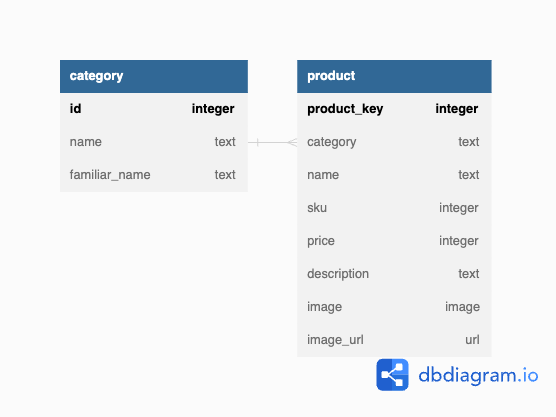 category
id integer
name text
familiar_name text
product
product_key integer
category text
name text
sku integer
price integer
description text
image image
image_url url
dbdiagram.io